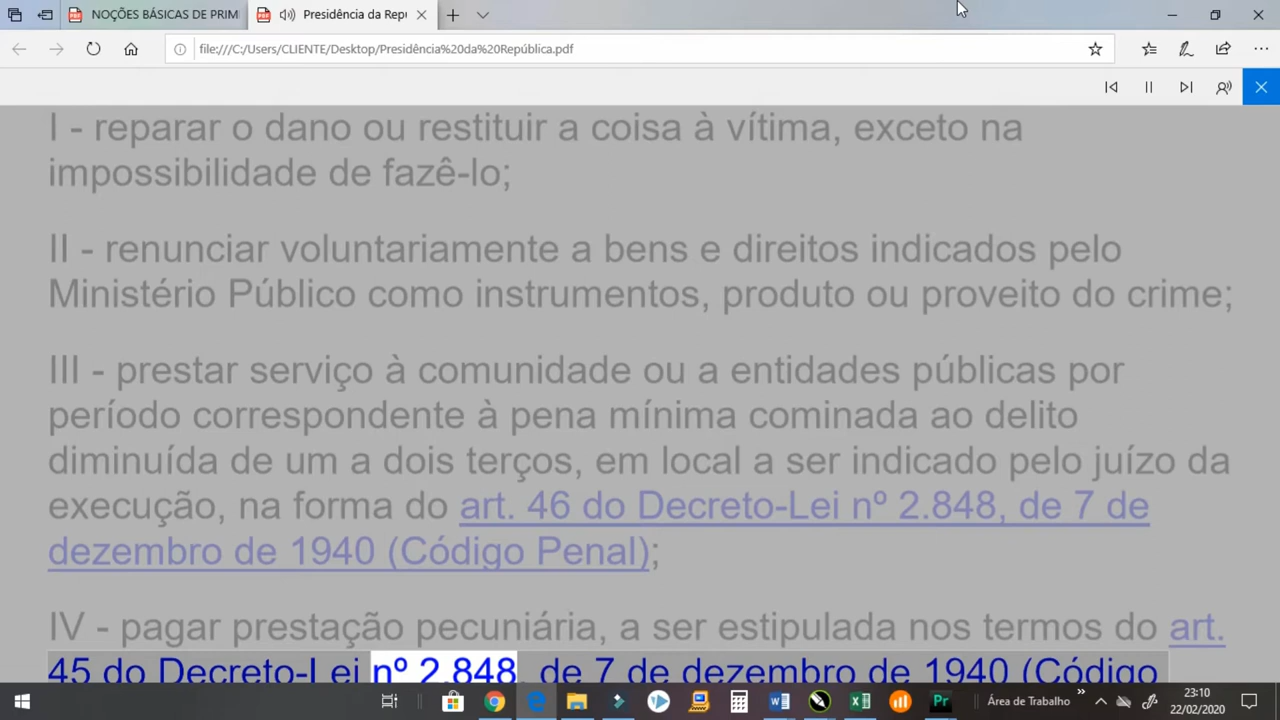 NOÇÕES BÁSICAS DE PRIM
Presidência da Repú
file:///C:/Users/CLIENTE/Desktop/Presidência%20da%20República.pdf
I - reparar o dano ou restituir a coisa à vítima, exceto na
impossibilidade de fazê-lo;
II - renunciar voluntariamente a bens e direitos indicados pelo
Ministério Público como instrumentos, produto ou proveito do crime;
III - prestar serviço à comunidade ou a entidades públicas por
período correspondente à pena mínima cominada ao delito
diminuída de um a dois terços, em local a ser indicado pelo juízo da
execução, na forma do art. 46 do Decreto-Lei nº 2.848, de 7 de
dezembro de 1940 (Código Penal);
IV - pagar prestação pecuniária, a ser estipulada nos termos do art.
45 do Decreto-Lei nº 2.848, de 7 de dezembro de 1940 (Código
Área de Trabalho
23:10
22/02/2020